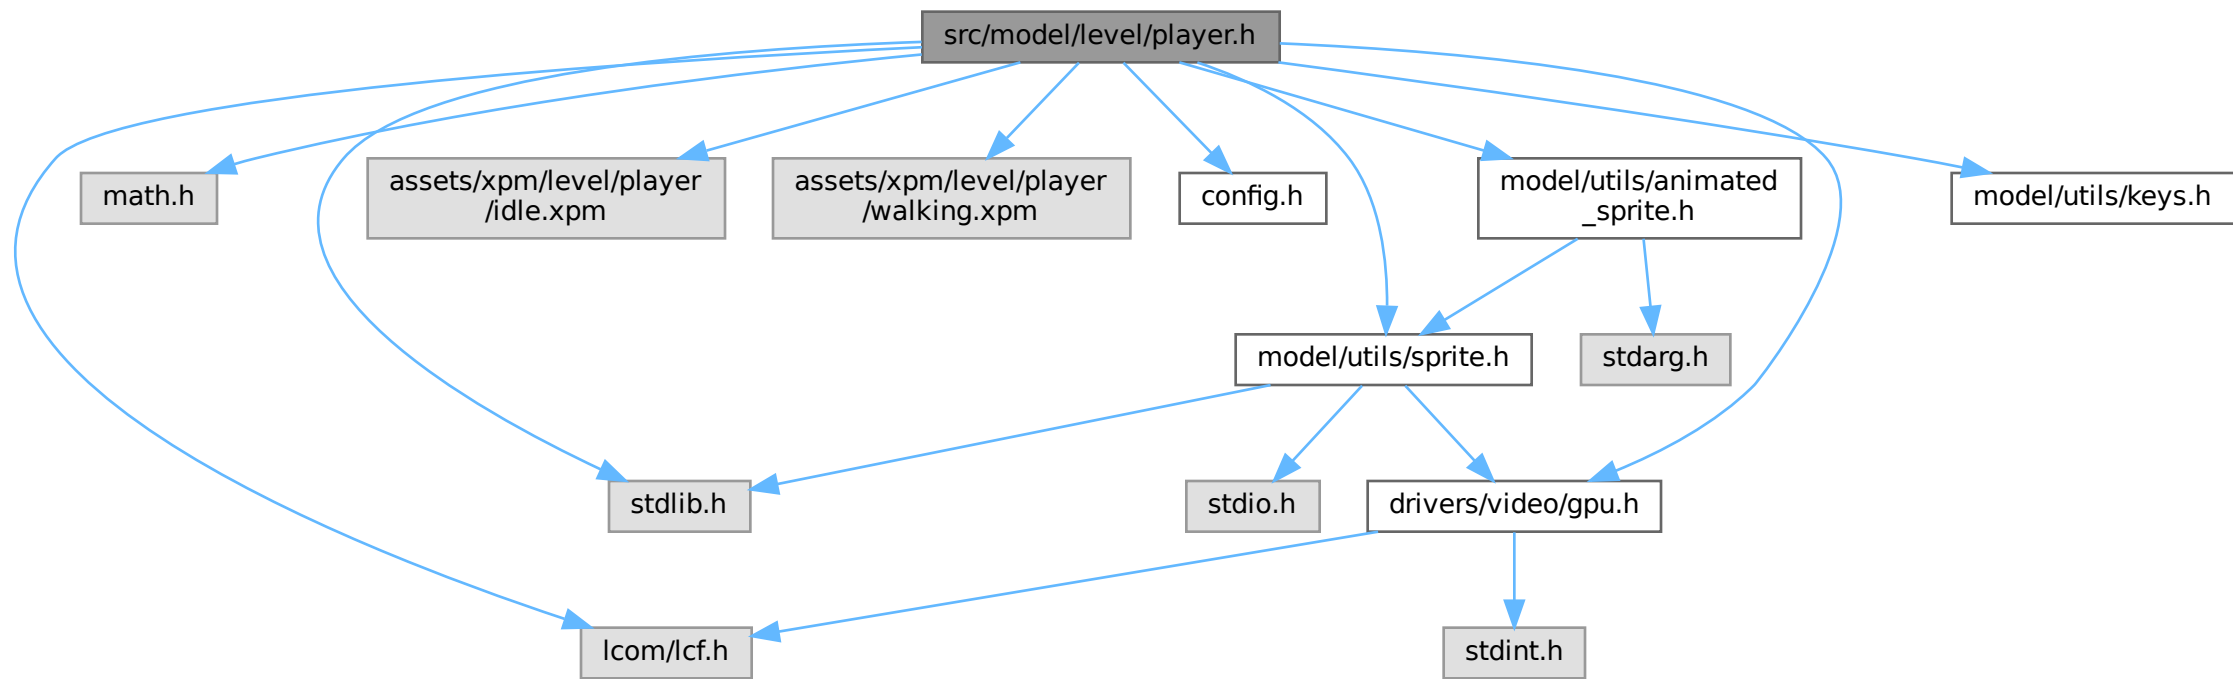 src/model/level/player.h
math.h
assets/xpm/level/player
/idle.xpm
assets/xpm/level/player
/walking.xpm
config.h
model/utils/animated
_sprite.h
model/utils/keys.h
model/utils/sprite.h
stdarg.h
stdlib.h
stdio.h
drivers/video/gpu.h
lcom/lcf.h
stdint.h